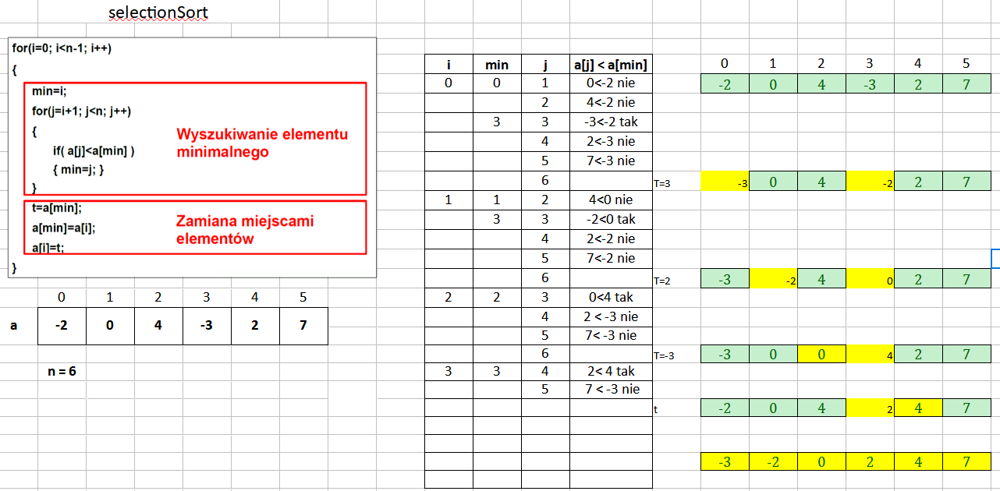 selectionSort
for(i=0; i<n-1; i++)
{
min=i;
for(j=i+1; j<n; j++)
{
if( a[j]<a[min] )
{ min=j; }
}
Wyszukiwanie elementu
minimalnego
t=a[min];
a[min]=a[i];
a[i]=t;
Zamiana miejscami
elementów
}
0 1 2 3 4 5
a -2 0 4 -3 2 7
n = 6
i min j a[j] < a[min]
0 0 1 0<-2 nie
2 4<-2 nie
3 3 -3<-2 tak
4 2<-3 nie
5 7<-3 nie
6
1 1 2 4<0 nie
3 3 -2<0 tak
4 2<-2 nie
5 7<-2 nie
6
2 2 3 0<4 tak
4 2 < -3 nie
5 7< -3 nie
6
3 3 4 2< 4 tak
5 7 < -3 nie
0 1 2 3 4 5
-2 0 4 -3 2 7
T=3 -3 0 4 -2 2 7
T=2 -3 -2 4 0 2 7
T=-3 -3 0 0 4 2 7
t -2 0 4 2 4 7
-3 -2 0 2 4 7